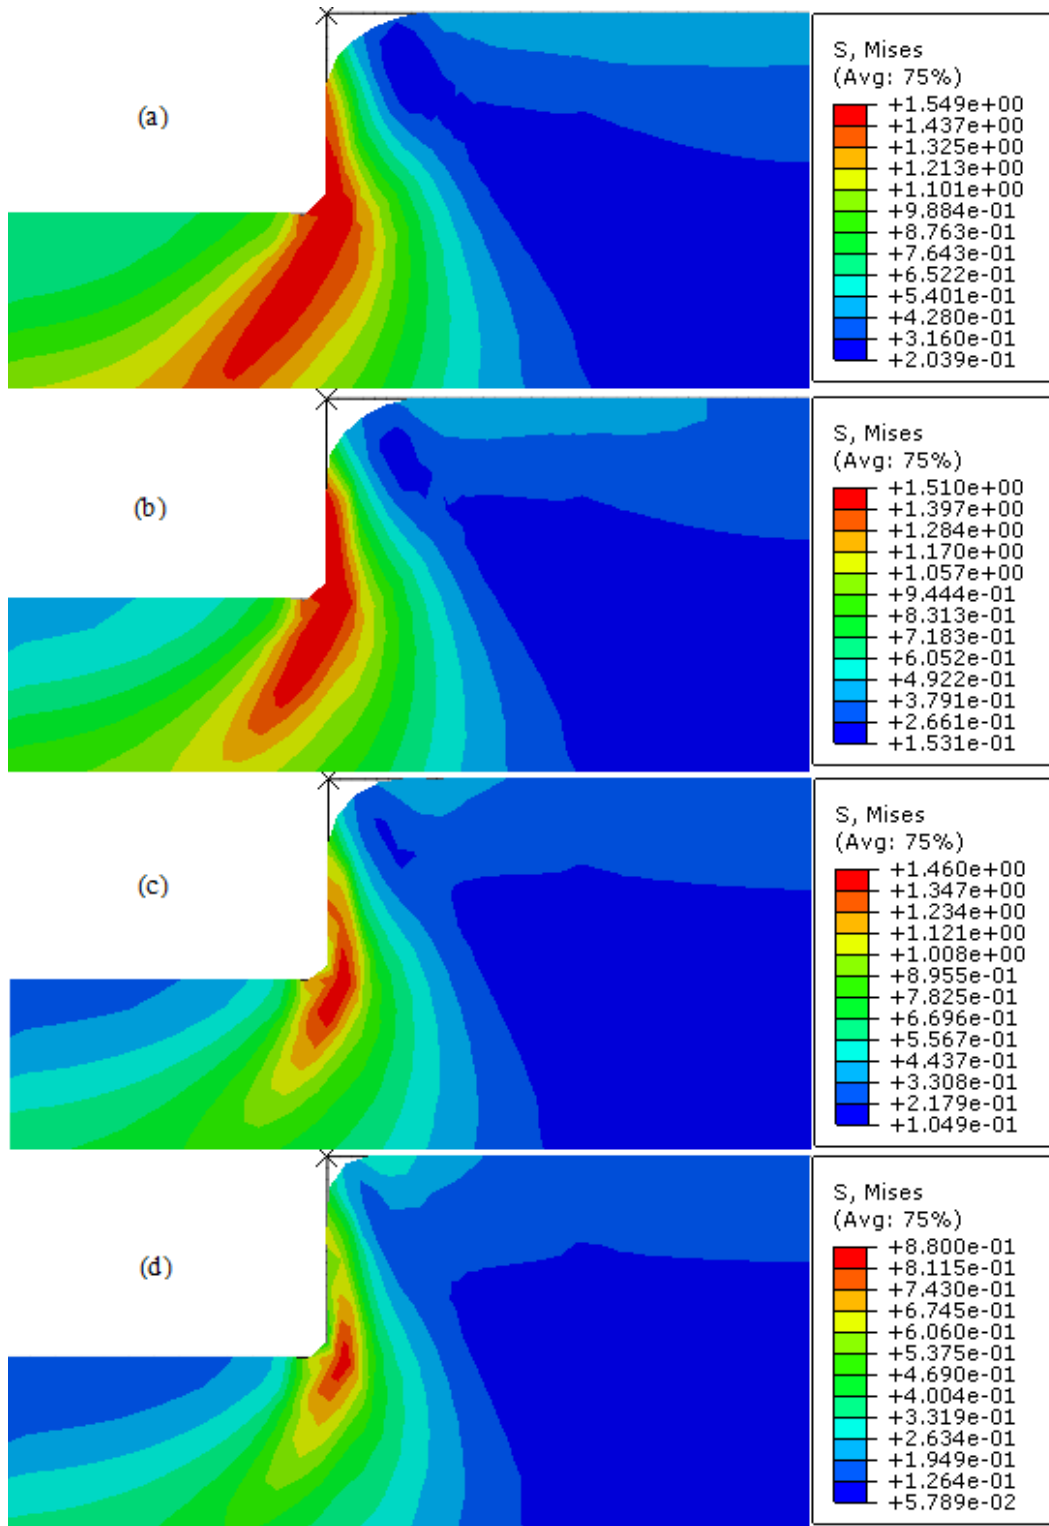 (a)
S, Mises
(Avg: 75%)
+1.549e+00
+1.437e+00
+1.325e+00
+1.213e+00
+1.101e+00
+9.884e-01
+8.763e-01
+7.643e-01
+6.522e-01
+5.401e-01
+4.280e-01
+3.160e-01
+2.039e-01
(b)
S, Mises
(Avg: 75%)
+1.510e+00
+1.397e+00
+1.284e+00
+1.170e+00
+1.057e+00
+9.444e-01
+8.313e-01
+7.183e-01
+6.052e-01
+4.922e-01
+3.791e-01
+2.661e-01
+1.531e-01
(c)
S, Mises
(Avg: 75%)
+1.460e+00
+1.347e+00
+1.234e+00
+1.121e+00
+1.008e+00
+8.955e-01
+7.825e-01
+6.696e-01
+5.567e-01
+4.437e-01
+3.308e-01
+2.179e-01
+1.049e-01
(d)
S, Mises
(Avg: 75%)
+8.800e-01
+8.115e-01
+7.430e-01
+6.745e-01
+6.060e-01
+5.375e-01
+4.690e-01
+4.004e-01
+3.319e-01
+2.634e-01
+1.949e-01
+1.264e-01
+5.789e-02